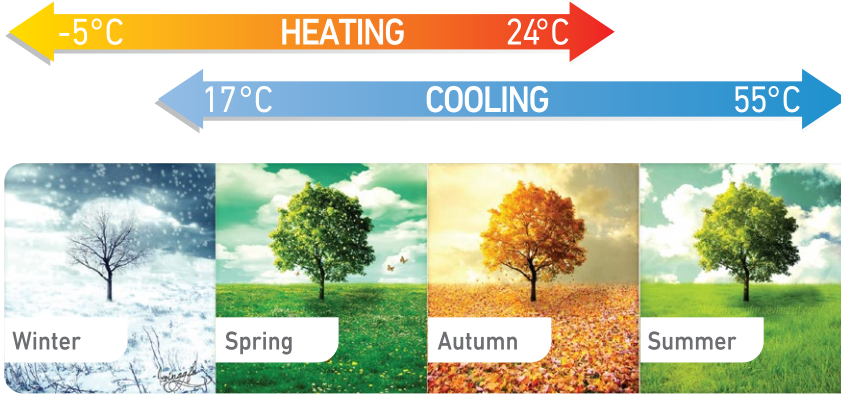 -5°C HEATING 24°C
17°C COOLING 55°C
Winter Spring Autumn Summer